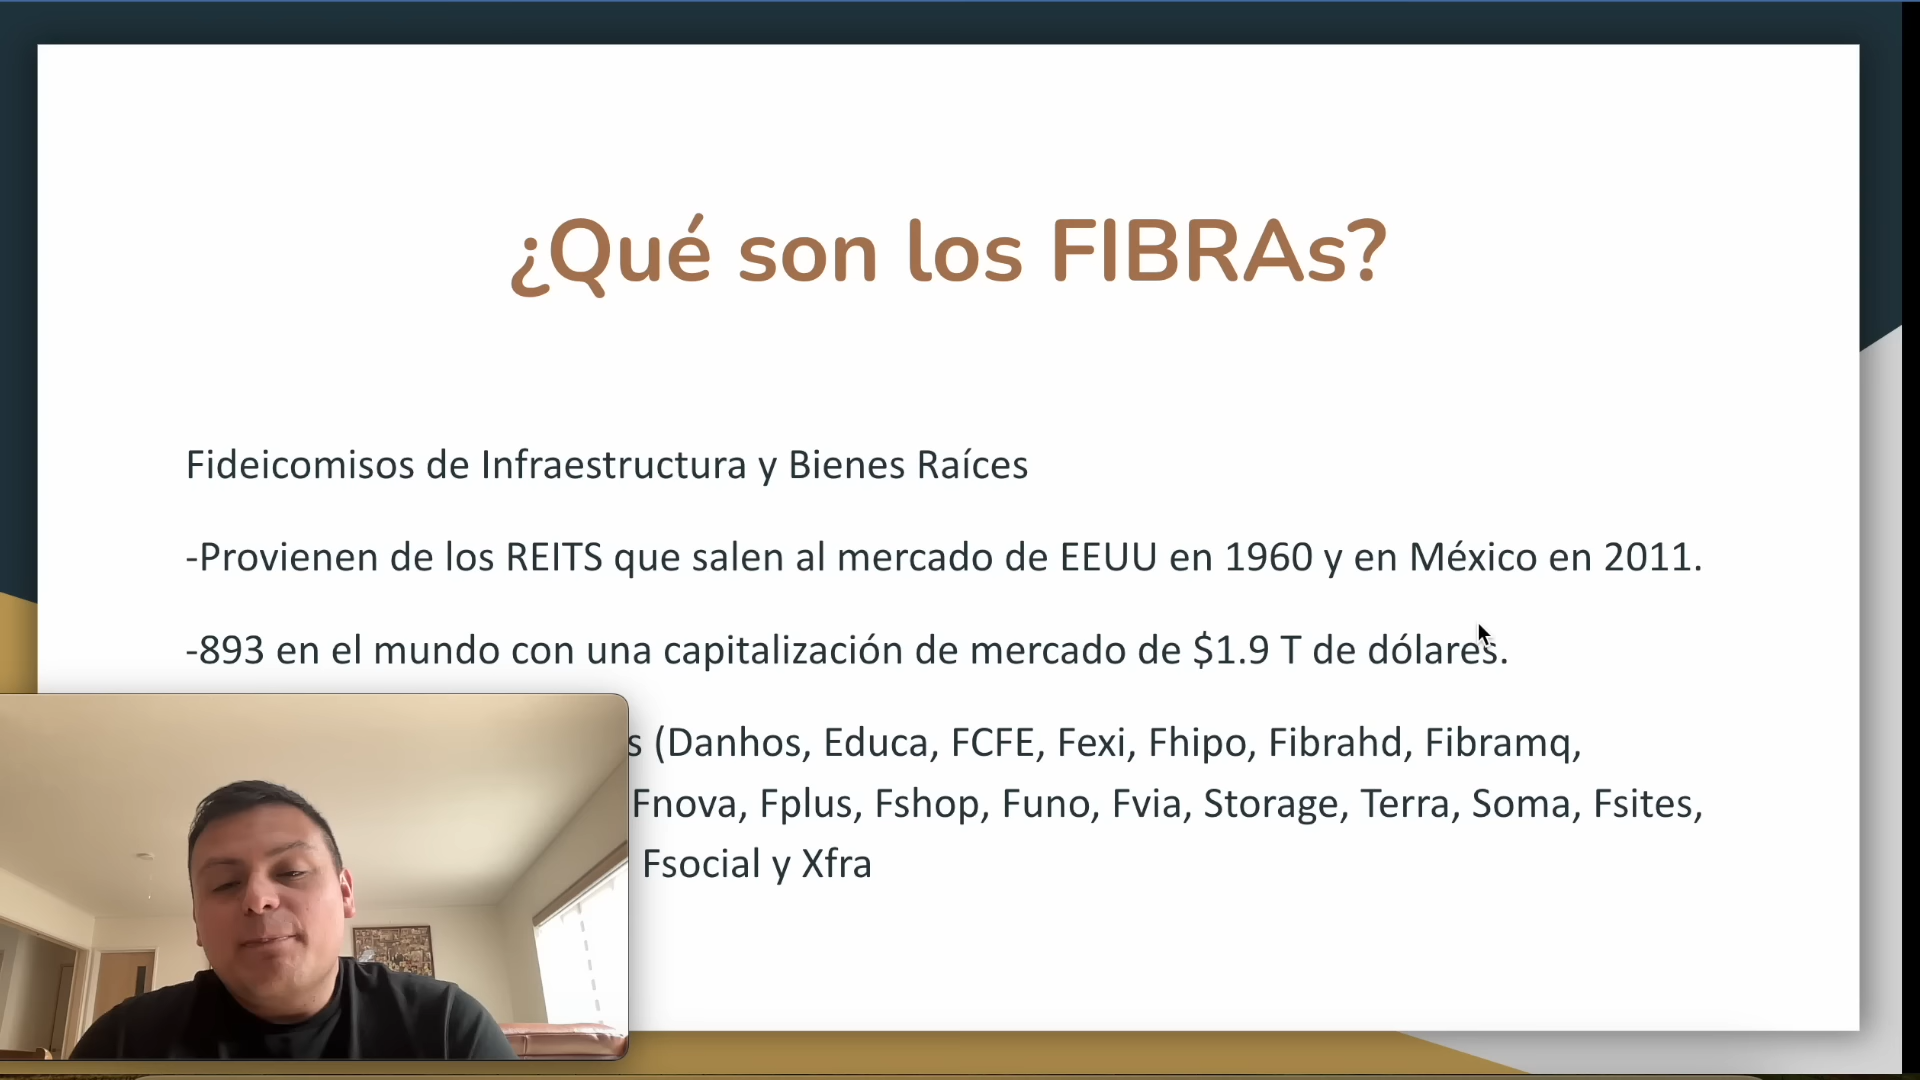 ¿Qué son los FIBRAs?
Fideicomisos de Infraestructura y Bienes Raíces
-Provienen de los REITS que salen al mercado de EEUU en 1960 y en México en 2011.
-893 en el mundo con una capitalización de mercado de $1.9 T de dólares.
(Danhos, Educa, FCFE, Fexi, Fhipo, Fibrahd, Fibramq,
Fnova, Fplus, Fshop, Funo, Fvia, Storage, Terra, Soma, Fsites,
Fsocial y Xfra